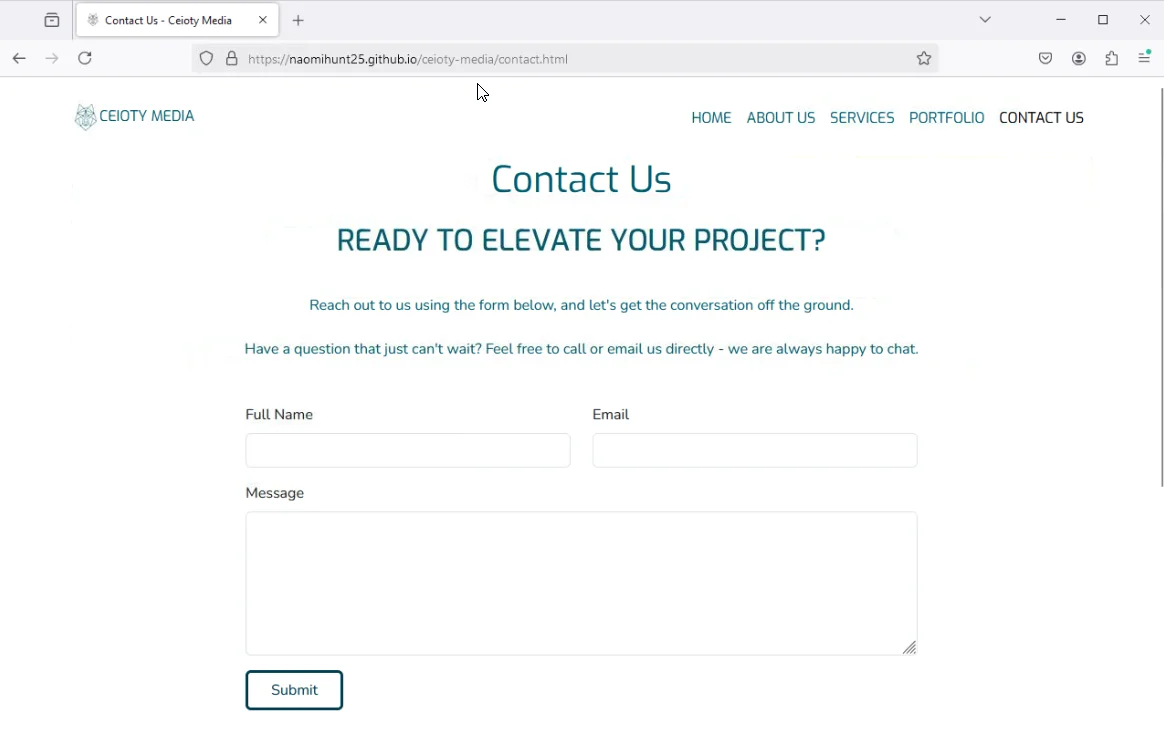 Contact Us - Ceioty Media
https://naomihunt25.github.io/ceioty-media/contact.html
CEIOTY MEDIA
HOME ABOUT US SERVICES PORTFOLIO CONTACT US
Contact Us
READY TO ELEVATE YOUR PROJECT?
Reach out to us using the form below, and let's get the conversation off the ground.
Have a question that just can't wait? Feel free to call or email us directly - we are always happy to chat.
Full Name Email
Message
Submit